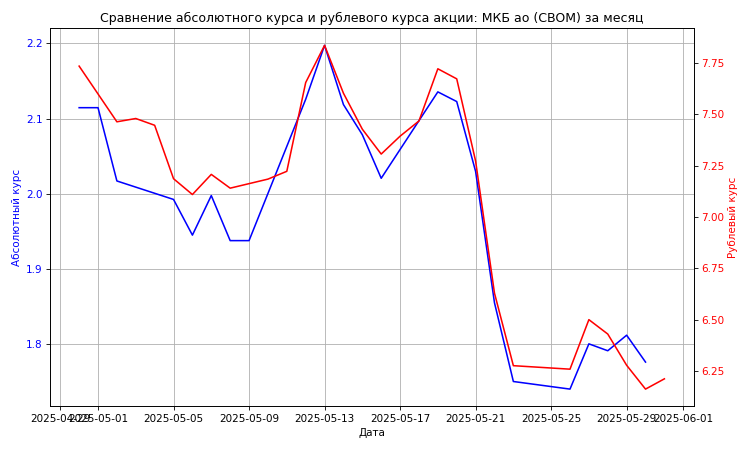 Сравнение абсолютного курса и рублевого курса акции: МКБ ао (CBOM) за месяц
2.2
2.1
2.0
1.9
1.8
Абсолютный курс
7.75
7.50
7.25
7.00
6.75
6.50
6.25
Рублевый курс
2025-04-29 2025-05-01 2025-05-05 2025-05-09 2025-05-13 2025-05-17 2025-05-21 2025-05-25 2025-05-29 2025-06-01
Дата